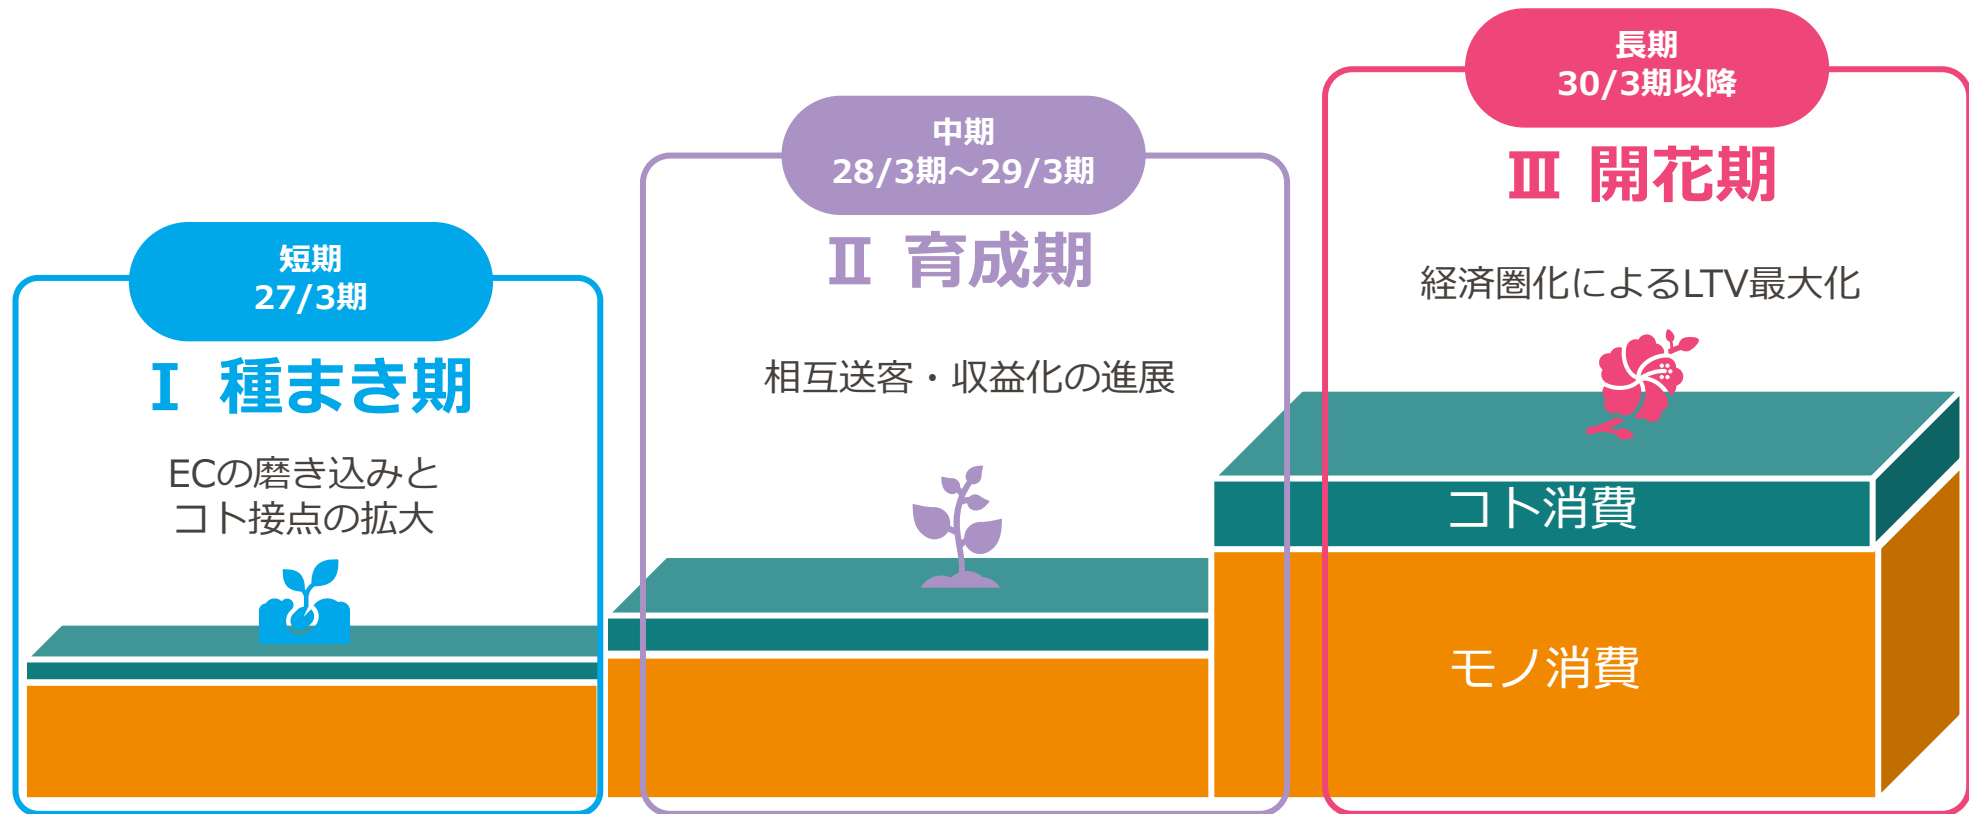 短期
27/3期
Ⅰ 種まき期
ECの磨き込みと
コト接点の拡大
中期
28/3期～29/3期
Ⅱ 育成期
相互送客・収益化の進展
長期
30/3期以降
Ⅲ 開花期
経済圏化によるLTV最大化
コト消費
モノ消費